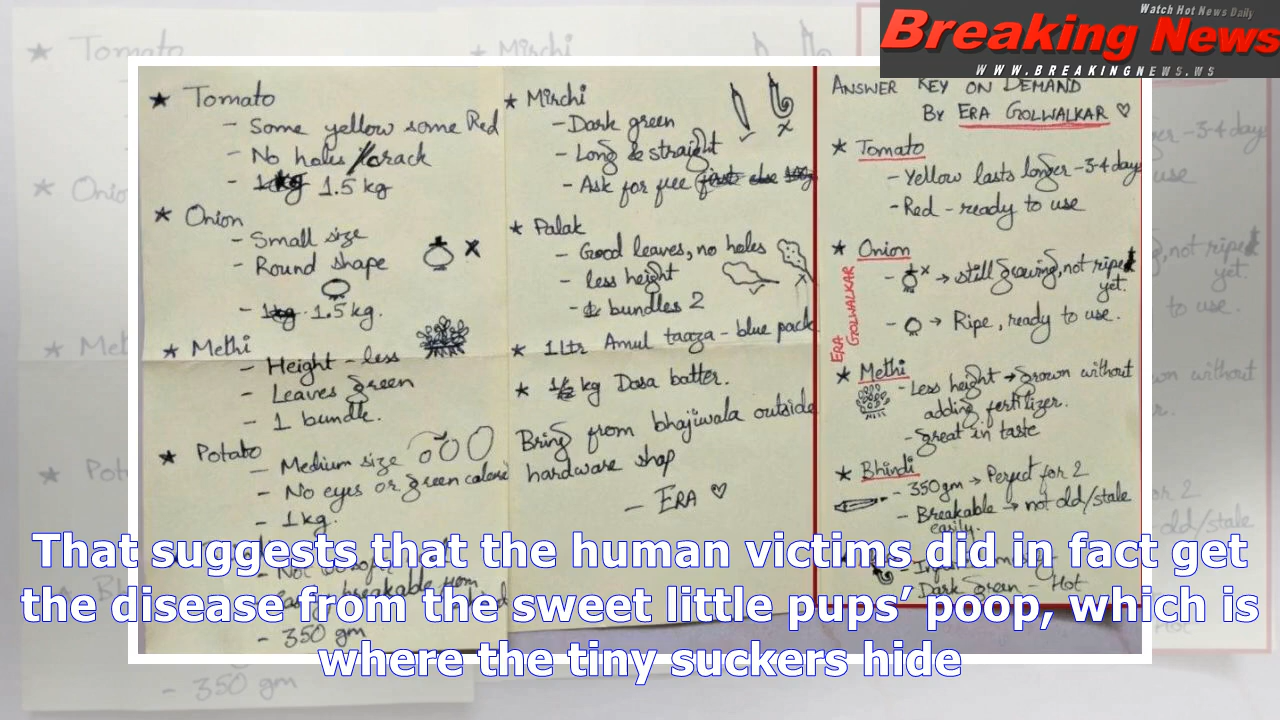 Watch Hot News Daily
Breaking News
WWW.BREAKINGNEWS.WS
★ Tomato
- Some yellow some Red
- No holes /crack
- 1.5 kg
★ Onion
- Small size
- Round shape
- 1.5 kg.
★ Methi
- Height - less
- Leaves green
- 1 bundle.
★ Potato
- Medium size
- No eyes or green
- 1 kg.
- breakable from
- 350 gm
★ Mirchi
- Dark green
- Long & straight
- Ask for free
★ Palak
- Good leaves, no holes
- less height
- bundles 2
★ 1 Ltr Amul taaza - blue pack
★ kg Dosa batter.
Bring from bhajiwala outside
hardware shop
- ERA ♡
ANSWER KEY ON DEMAND
BY ERA GOLWALKAR ♡
★ Tomato
- Yellow lasts longer - 3-4 days
- Red - ready to use
★ Onion
- → still growing, not ripe
yet.
- → Ripe, ready to use.
ERA
GOLWALKAR
★ Methi
- Less height → grown without
adding fertilizer.
- great in taste
★ Bhindi
- 350gm → Perfect for 2
- Breakable → not old/stale
easily.
- Dark green - Hot
That suggests that the human victims did in fact get
the disease from the sweet little pups’ poop, which is
where the tiny suckers hide
- 350 gm